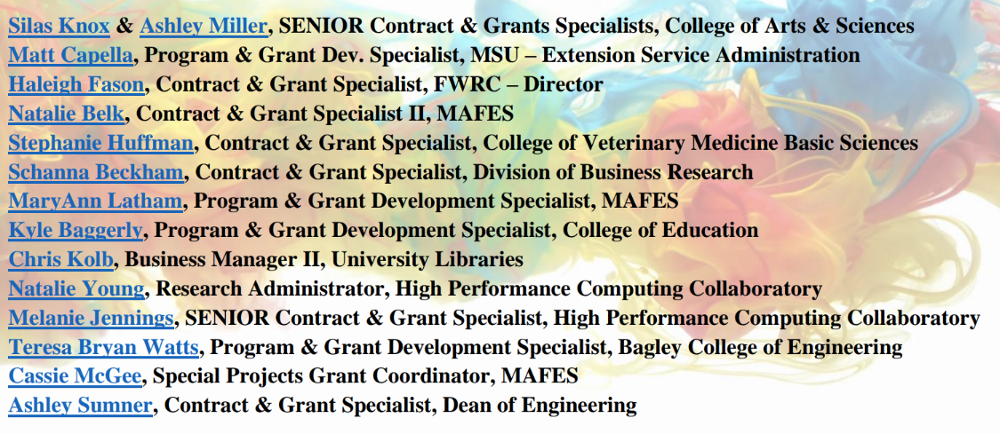 Silas Knox & Ashley Miller, SENIOR Contract & Grants Specialists, College of Arts & Sciences
Matt Capella, Program & Grant Dev. Specialist, MSU – Extension Service Administration
Haleigh Fason, Contract & Grant Specialist, FWRC – Director
Natalie Belk, Contract & Grant Specialist II, MAFES
Stephanie Huffman, Contract & Grant Specialist, College of Veterinary Medicine Basic Sciences
Schanna Beckham, Contract & Grant Specialist, Division of Business Research
MaryAnn Latham, Program & Grant Development Specialist, MAFES
Kyle Baggerly, Program & Grant Development Specialist, College of Education
Chris Kolb, Business Manager II, University Libraries
Natalie Young, Research Administrator, High Performance Computing Collaboratory
Melanie Jennings, SENIOR Contract & Grant Specialist, High Performance Computing Collaboratory
Teresa Bryan Watts, Program & Grant Development Specialist, Bagley College of Engineering
Cassie McGee, Special Projects Grant Coordinator, MAFES
Ashley Sumner, Contract & Grant Specialist, Dean of Engineering